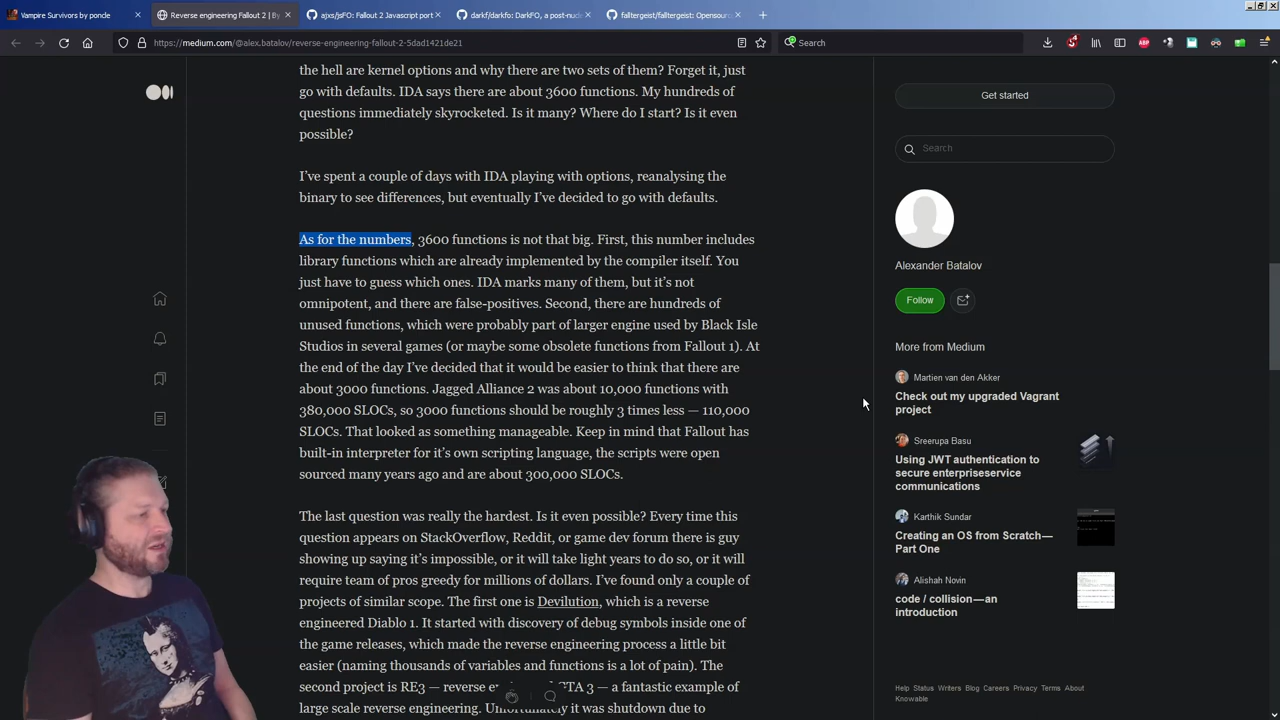 Vampire Survivors by ponde
Reverse engineering Fallout 2 | By
ajxs/jsFO: Fallout 2 Javascript port
darkf/darkfo: DarkFO, a post-nucle
falltergeist/falltergeist: Opensourc
https://medium.com/@alex.batalov/reverse-engineering-fallout-2-5dad1421de21
Search
the hell are kernel options and why there are two sets of them? Forget it, just
go with defaults. IDA says there are about 3600 functions. My hundreds of
questions immediately skyrocketed. Is it many? Where do I start? Is it even
possible?
I've spent a couple of days with IDA playing with options, reanalysing the
binary to see differences, but eventually I've decided to go with defaults.
As for the numbers, 3600 functions is not that big. First, this number includes
library functions which are already implemented by the compiler itself. You
just have to guess which ones. IDA marks many of them, but it's not
omnipotent, and there are false-positives. Second, there are hundreds of
unused functions, which were probably part of larger engine used by Black Isle
Studios in several games (or maybe some obsolete functions from Fallout 1). At
the end of the day I've decided that it would be easier to think that there are
about 3000 functions. Jagged Alliance 2 was about 10,000 functions with
380,000 SLOCs, so 3000 functions should be roughly 3 times less — 110,000
SLOCs. That looked as something manageable. Keep in mind that Fallout has
built-in interpreter for it's own scripting language, the scripts were open
sourced many years ago and are about 300,000 SLOCs.
The last question was really the hardest. Is it even possible? Every time this
question appear on StackOverflow, Reddit, or game dev forum there is guy
showing up saying it's impossible, or it will take light years to do so, or it will
require team of pros greedy for millions of dollars. I've found only a couple of
projects of similar scope. The first one is Devilution, which is a reverse
engineered Diablo 1. It started with discovery of debug symbols inside one of
the game releases, which made the reverse engineering process a little bit
easier (naming thousands of variables and functions is a lot of pain). The
second project is RE3 — reverse GTA 3 — a fantastic example of
large scale reverse engineering. Unfortunately it was shutdown due to
Get started
Search
Alexander Batalov
Follow
More from Medium
Martien van den Akker
Check out my upgraded Vagrant
project
Sreerupa Basu
Using JWT authentication to
secure enterpriseservice
communications
Karthik Sundar
Creating an OS from Scratch—
Part One
Alishah Novin
code / collision—an
introduction
Help Status Writers Blog Careers Privacy Terms About
Knowable